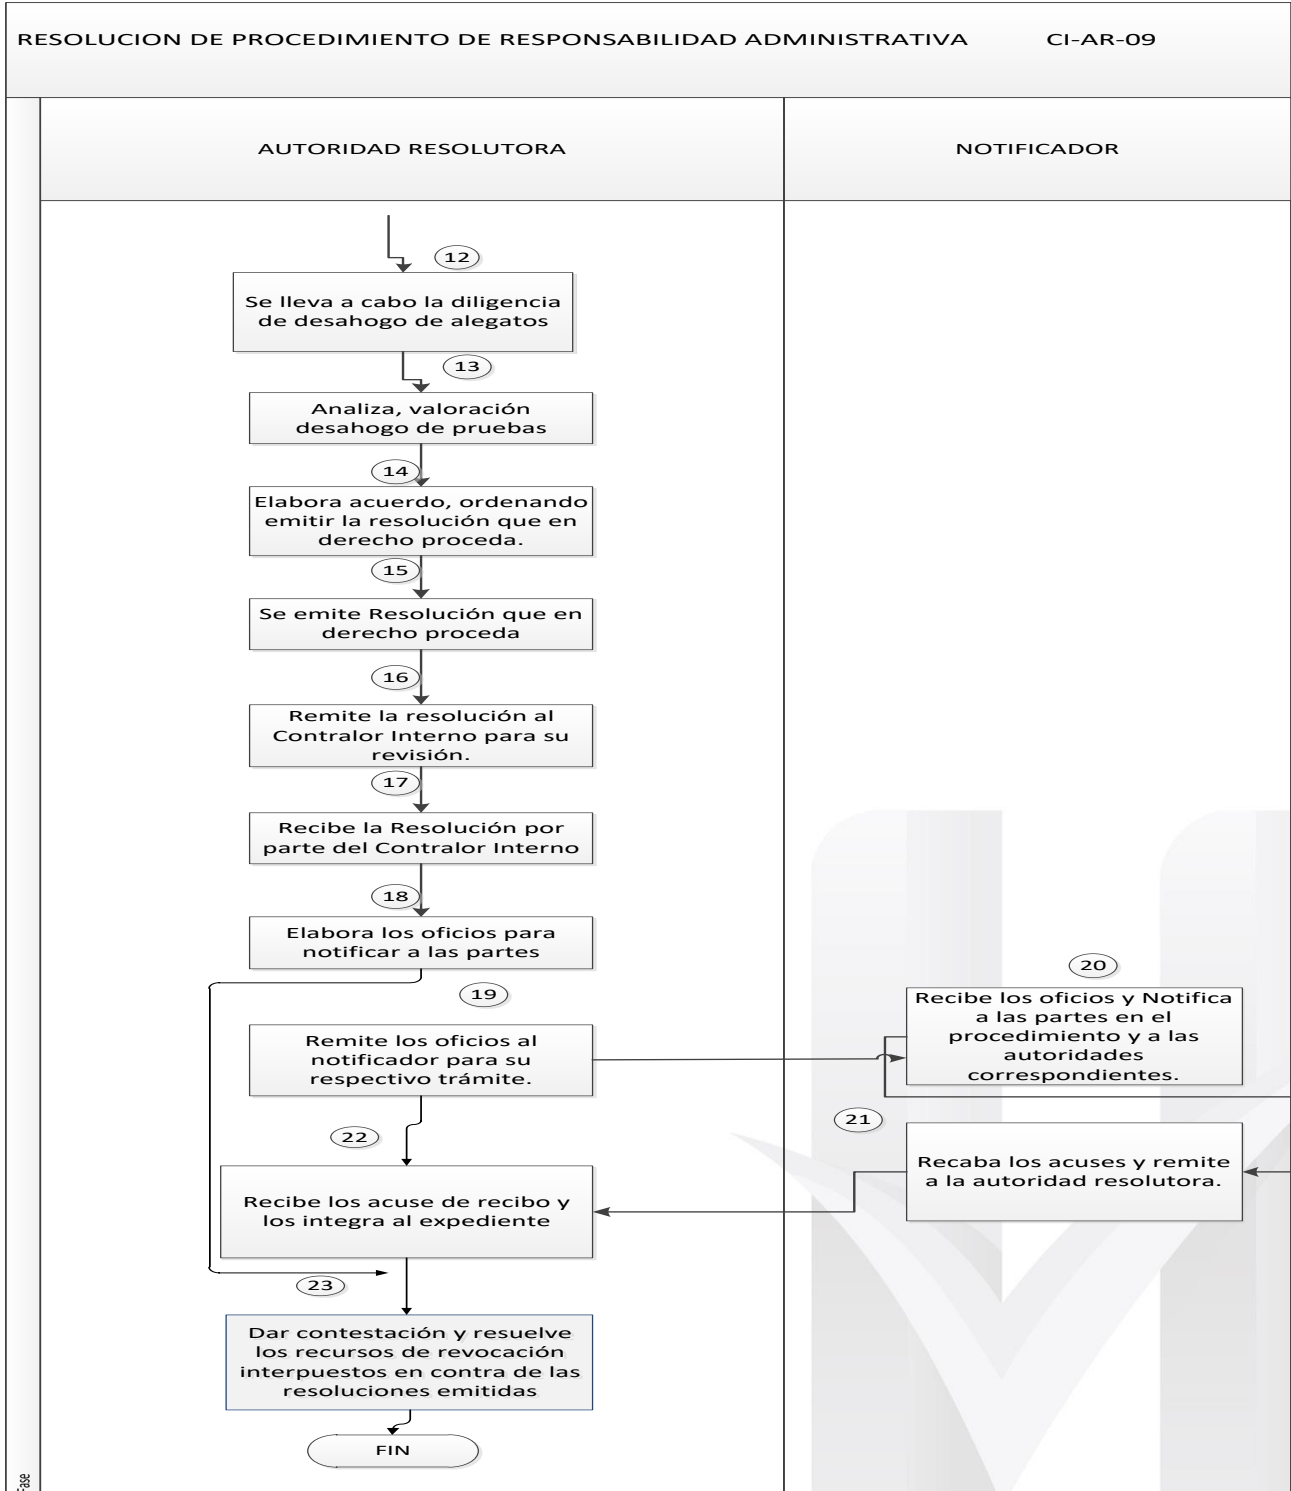 RESOLUCION DE PROCEDIMIENTO DE RESPONSABILIDAD ADMINISTRATIVA CI-AR-09
AUTORIDAD RESOLUTORA
NOTIFICADOR
12
Se lleva a cabo la diligencia
de desahogo de alegatos
13
Analiza, valoración
desahogo de pruebas
14
Elabora acuerdo, ordenando
emitir la resolución que en
derecho proceda.
15
Se emite Resolución que en
derecho proceda
16
Remite la resolución al
Contralor Interno para su
revisión.
17
Recibe la Resolución por
parte del Contralor Interno
18
Elabora los oficios para
notificar a las partes
19
Remite los oficios al
notificador para su
respectivo trámite.
20
Recibe los oficios y Notifica
a las partes en el
procedimiento y a las
autoridades
correspondientes.
21
Recaba los acuses y remite
a la autoridad resolutora.
22
Recibe los acuse de recibo y
los integra al expediente
23
Dar contestación y resuelve
los recursos de revocación
interpuestos en contra de las
resoluciones emitidas
FIN
Fase